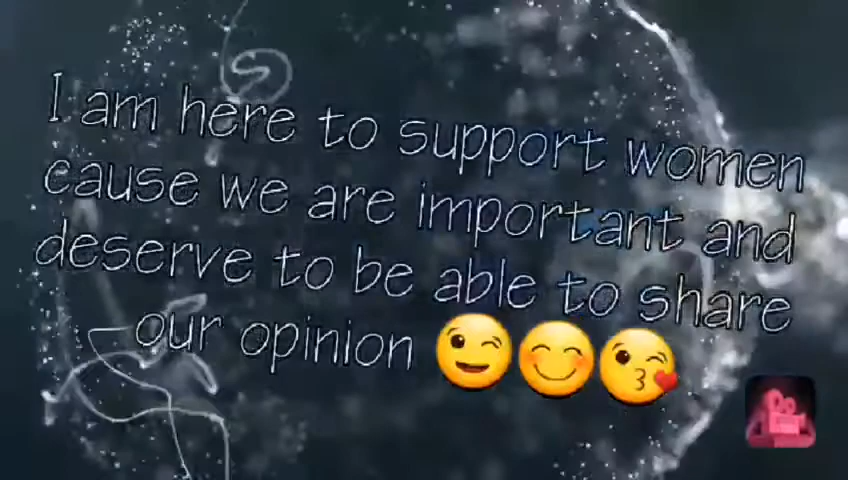 I am here to support women
cause we are important and
deserve to be able to share
our opinion 😉😊😘